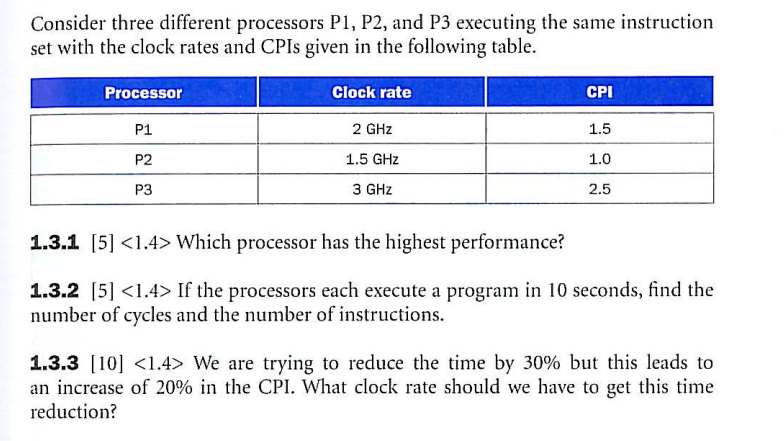 Consider three different processors P1, P2, and P3 executing the same instruction
set with the clock rates and CPIs given in the following table.
Processor Clock rate CPI
P1 2 GHz 1.5
P2 1.5 GHz 1.0
P3 3 GHz 2.5
1.3.1 [5] <1.4> Which processor has the highest performance?
1.3.2 [5] <1.4> If the processors each execute a program in 10 seconds, find the
number of cycles and the number of instructions.
1.3.3 [10] <1.4> We are trying to reduce the time by 30% but this leads to
an increase of 20% in the CPI. What clock rate should we have to get this time
reduction?